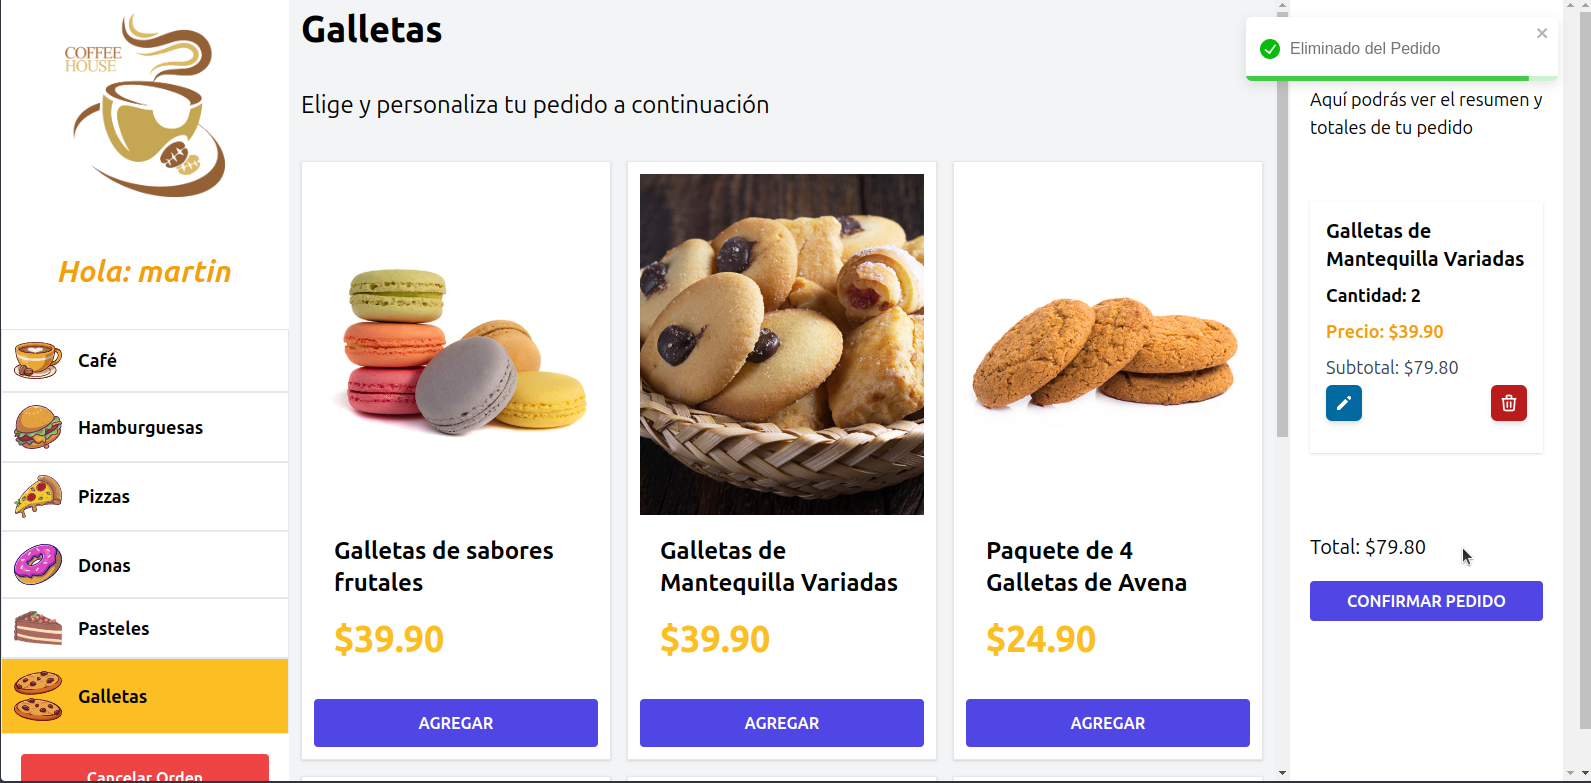 COFFEE
HOUSE
Hola: martin
Café
Hamburguesas
Pizzas
Donas
Pasteles
Galletas
Cancelar Orden
Galletas
Elige y personaliza tu pedido a continuación
Galletas de sabores
frutales
$39.90
AGREGAR
Galletas de
Mantequilla Variadas
$39.90
AGREGAR
Paquete de 4
Galletas de Avena
$24.90
AGREGAR
Eliminado del Pedido
Aquí podrás ver el resumen y
totales de tu pedido
Galletas de
Mantequilla Variadas
Cantidad: 2
Precio: $39.90
Subtotal: $79.80
Total: $79.80
CONFIRMAR PEDIDO